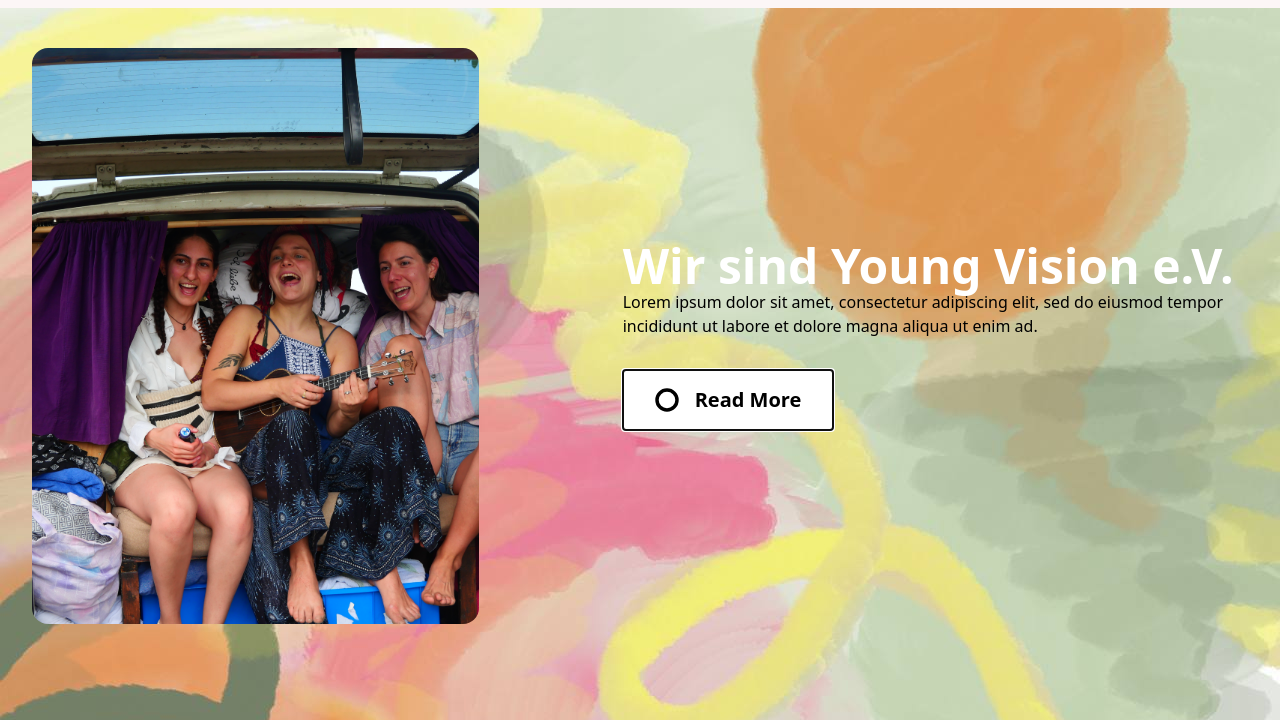 Wir sind Young Vision e.V.
Lorem ipsum dolor sit amet, consectetur adipiscing elit, sed do eiusmod tempor
incididunt ut labore et dolore magna aliqua ut enim ad.
Read More